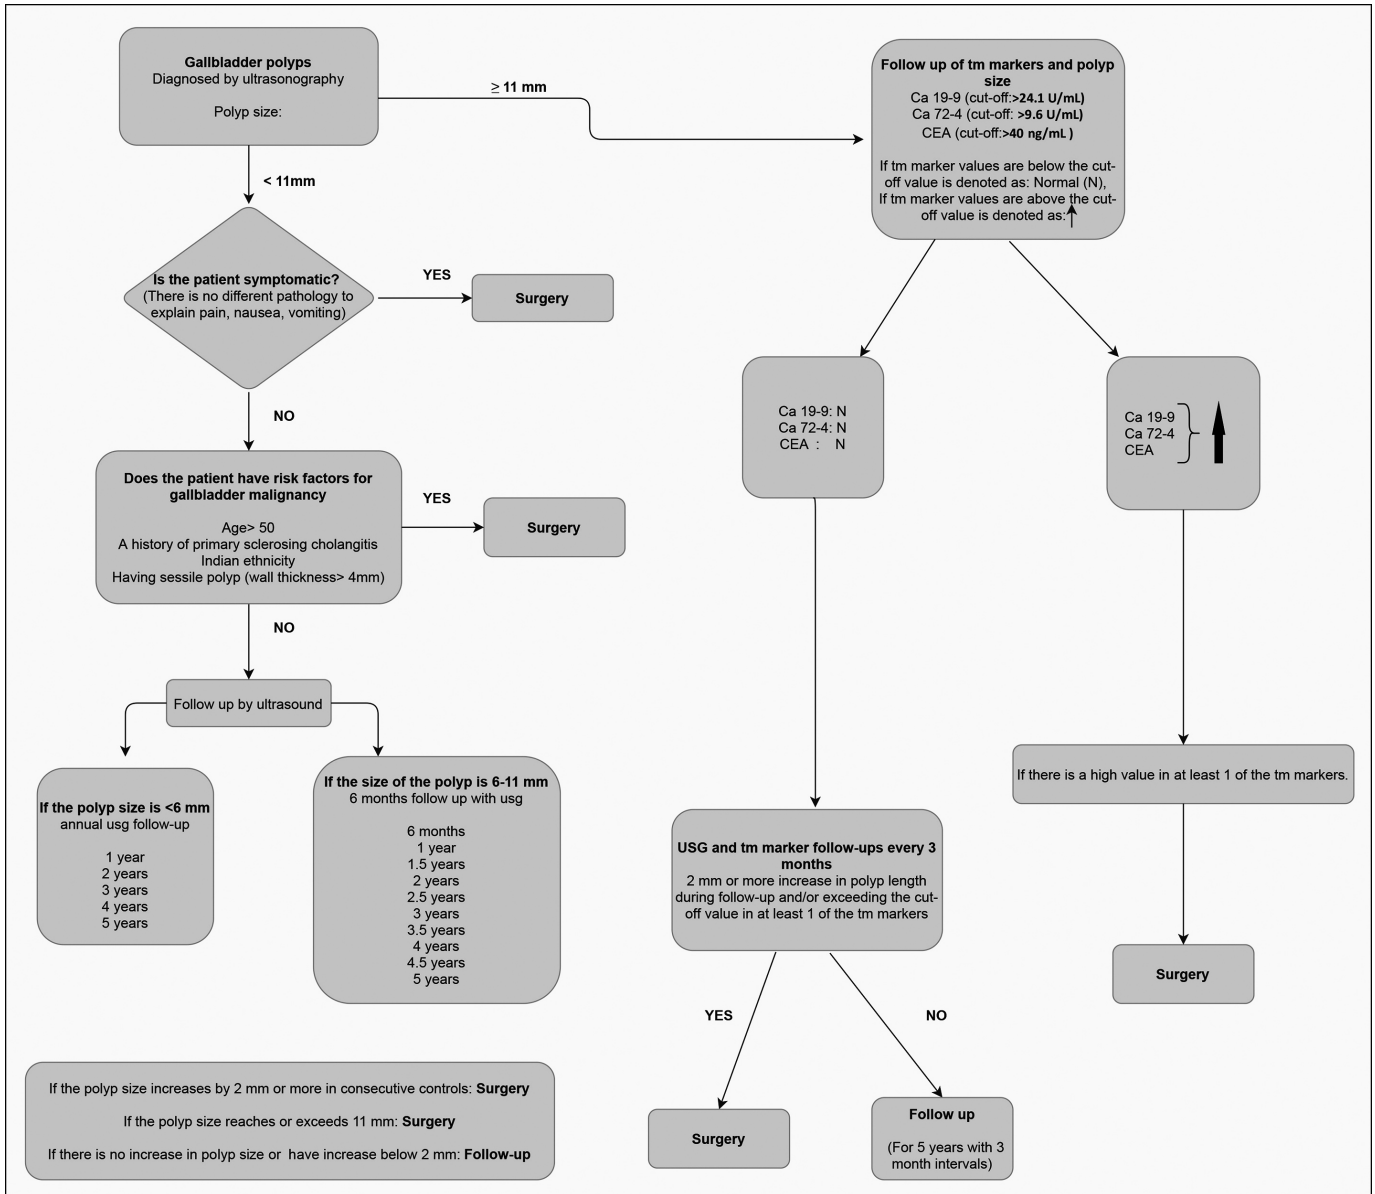 Gallbladder polyps
Diagnosed by ultrasonography
Polyp size:
≥ 11 mm
< 11mm
Is the patient symptomatic?
(There is no different pathology to
explain pain, nausea, vomiting)
YES
Surgery
NO
Does the patient have risk factors for
gallbladder malignancy
Age> 50
A history of primary sclerosing cholangitis
Indian ethnicity
Having sessile polyp (wall thickness> 4mm)
YES
Surgery
NO
Follow up by ultrasound
If the polyp size is <6 mm
annual usg follow-up
1 year
2 years
3 years
4 years
5 years
If the size of the polyp is 6-11 mm
6 months follow up with usg
6 months
1 year
1.5 years
2 years
2.5 years
3 years
3.5 years
4 years
4.5 years
5 years
If the polyp size increases by 2 mm or more in consecutive controls: Surgery
If the polyp size reaches or exceeds 11 mm: Surgery
If there is no increase in polyp size or have increase below 2 mm: Follow-up
Follow up of tm markers and polyp
size
Ca 19-9 (cut-off:>24.1 U/mL)
Ca 72-4 (cut-off: >9.6 U/mL)
CEA (cut-off:>40 ng/mL )
If tm marker values are below the cut-
off value is denoted as: Normal (N),
If tm marker values are above the cut-
off value is denoted as:↑
Ca 19-9: N
Ca 72-4: N
CEA : N
USG and tm marker follow-ups every 3
months
2 mm or more increase in polyp length
during follow-up and/or exceeding the cut-
off value in at least 1 of the tm markers
YES
NO
Surgery
Follow up
(For 5 years with 3
month intervals)
Ca 19-9
Ca 72-4
CEA
If there is a high value in at least 1 of the tm markers.
Surgery